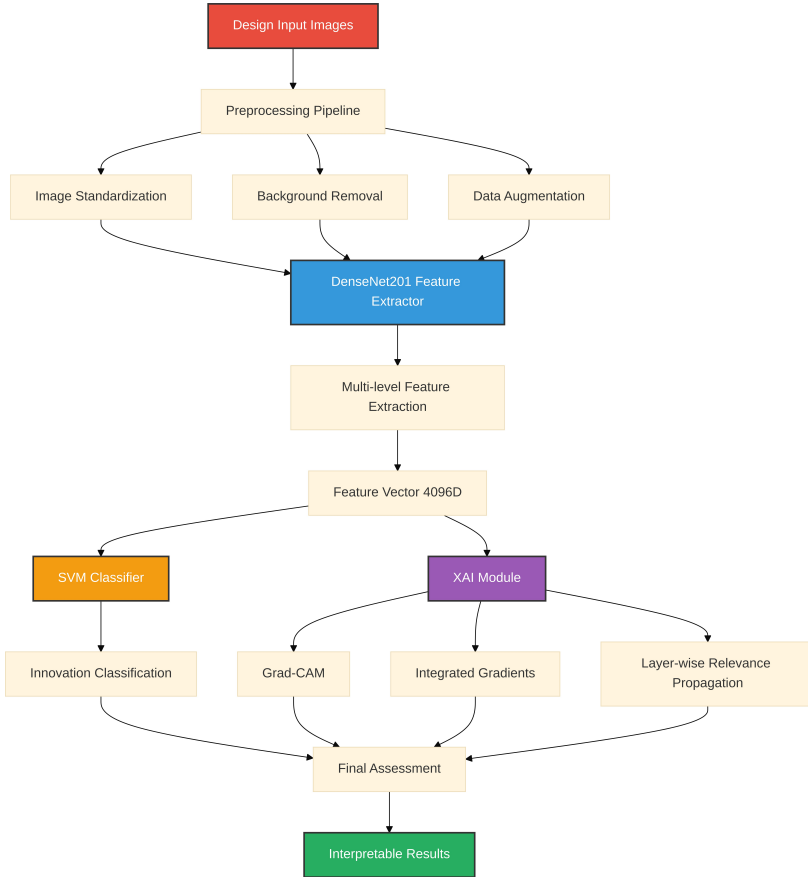 Design Input Images
Preprocessing Pipeline
Image Standardization
Background Removal
Data Augmentation
DenseNet201 Feature
Extractor
Multi-level Feature
Extraction
Feature Vector 4096D
SVM Classifier
XAI Module
Innovation Classification
Grad-CAM
Integrated Gradients
Layer-wise Relevance
Propagation
Final Assessment
Interpretable Results